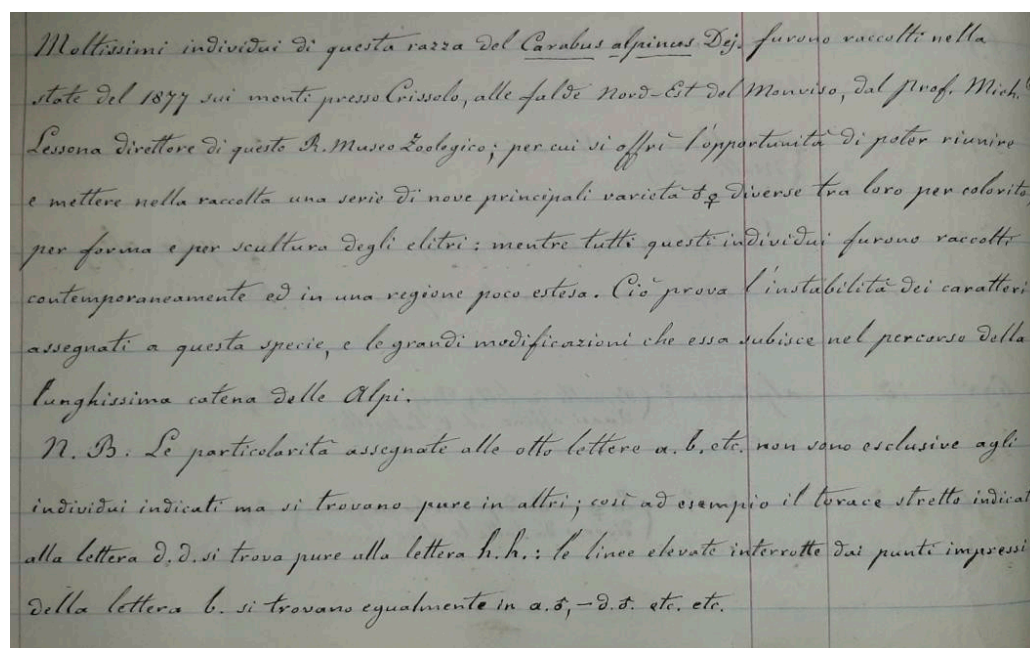 Moltissimi individui di questa razza del Carabus alpinus Dej. furono raccolti nella
state del 1877 sui monti presso Crissolo, alle falde Nord-Est del Monviso, dal Prof. Mich.
Lessona direttore di questo R. Museo Zoologico; per cui si offrì l'opportunità di poter riunire
e mettere nella raccolta una serie di nove principali varietà ♂♀ diverse tra loro per colorito,
per forma e per scultura degli elitri: mentre tutti questi individui furono raccolti
contemporaneamente ed in una regione poco estesa. Ciò prova l'instabilità dei caratteri
assegnati a questa specie, e le grandi modificazioni che essa subisce nel percorso della
lunghissima catena delle Alpi.
N. B. Le particolarità assegnate alle otto lettere a. b. etc. non sono esclusive agli
individui indicati ma si trovano pure in altri; così ad esempio il torace stretto indicat
alla lettera d. d. si trova pure alla lettera h. h.: le linee elevate interrotte dai punti impressi
della lettera b. si trovano egualmente in a. ♂, – d. ♂. etc. etc.